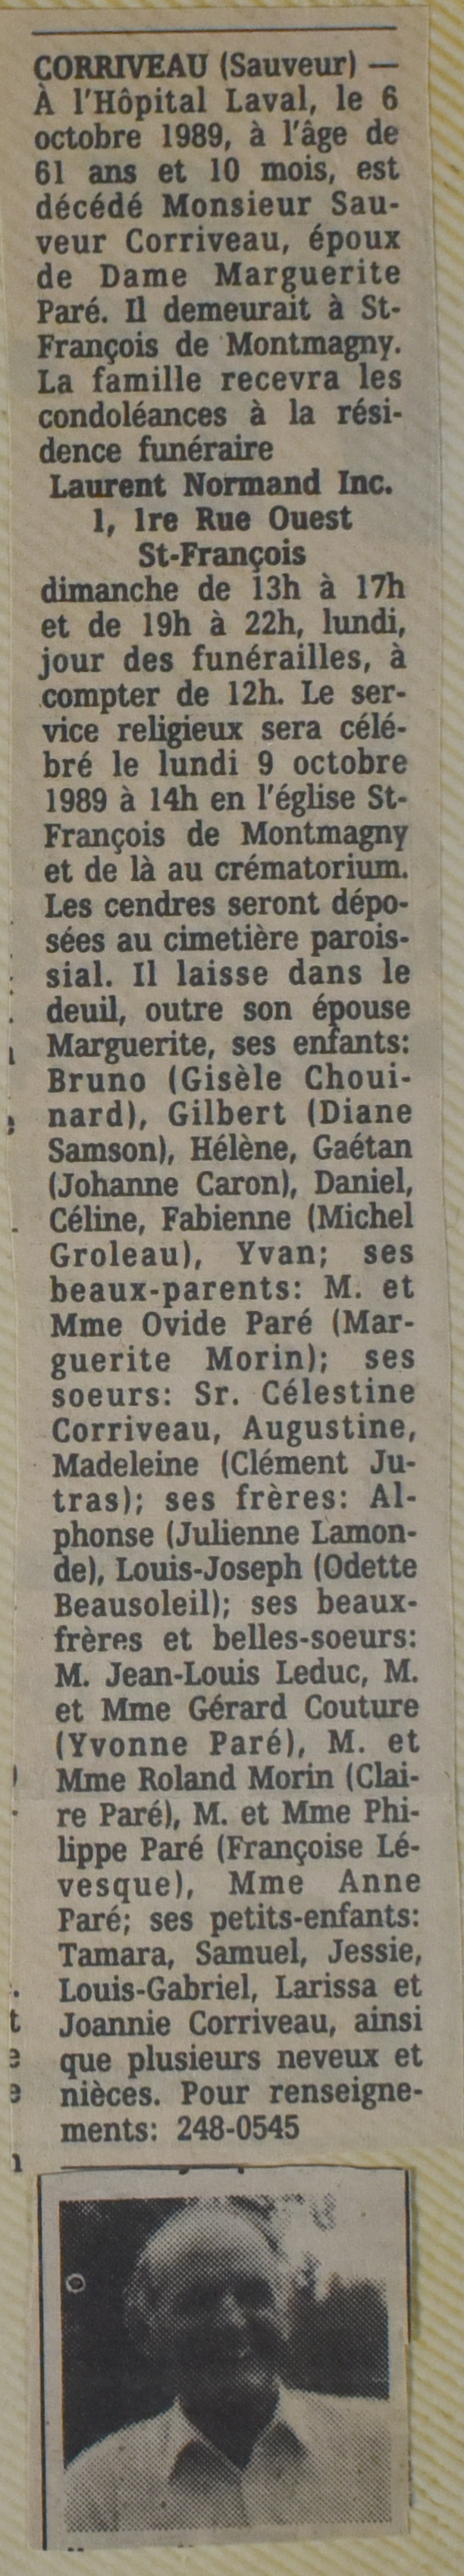 CORRIVEAU (Sauveur) —
À l'Hôpital Laval, le 6
octobre 1989, à l'âge de
61 ans et 10 mois, est
décédé Monsieur Sau-
veur Corriveau, époux
de Dame Marguerite
Paré. Il demeurait à St-
François de Montmagny.
La famille recevra les
condoléances à la rési-
dence funéraire
Laurent Normand Inc.
1, 1re Rue Ouest
St-François
dimanche de 13h à 17h
et de 19h à 22h, lundi,
jour des funérailles, à
compter de 12h. Le ser-
vice religieux sera célé-
bré le lundi 9 octobre
1989 à 14h en l'église St-
François de Montmagny
et de là au crématorium.
Les cendres seront dépo-
sées au cimetière parois-
sial. Il laisse dans le
deuil, outre son épouse
Marguerite, ses enfants:
Bruno (Gisèle Choui-
nard), Gilbert (Diane
Samson), Hélène, Gaétan
(Johanne Caron), Daniel,
Céline, Fabienne (Michel
Groleau), Yvan; ses
beaux-parents: M. et
Mme Ovide Paré (Mar-
guerite Morin); ses
soeurs: Sr. Célestine
Corriveau, Augustine,
Madeleine (Clément Ju-
tras); ses frères: Al-
phonse (Julienne Lamon-
de), Louis-Joseph (Odette
Beausoleil); ses beaux-
frères et belles-soeurs:
M. Jean-Louis Leduc, M.
et Mme Gérard Couture
(Yvonne Paré), M. et
Mme Roland Morin (Clai-
re Paré), M. et Mme Phi-
lippe Paré (Françoise Lé-
vesque), Mme Anne
Paré; ses petits-enfants:
Tamara, Samuel, Jessie,
Louis-Gabriel, Larissa et
Joannie Corriveau, ainsi
que plusieurs neveux et
nièces. Pour renseigne-
ments: 248-0545